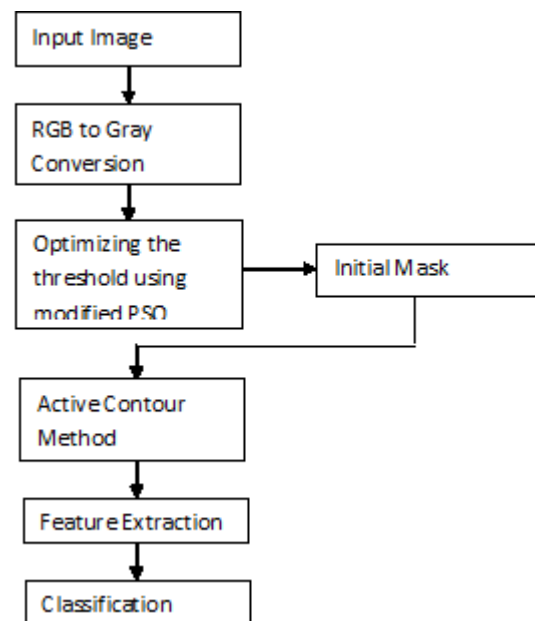 Input Image
RGB to Gray
Conversion
Optimizing the
threshold using
modified PSO
Initial Mask
Active Contour
Method
Feature Extraction
Classification